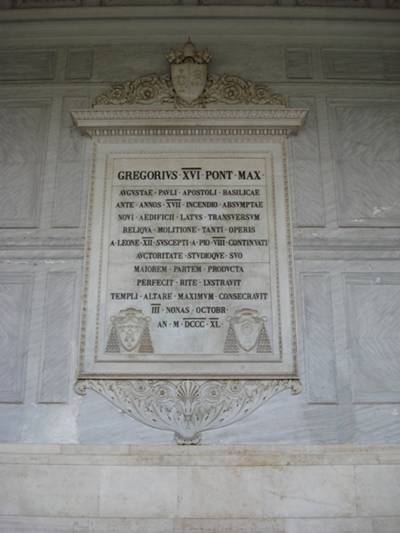 GREGORIVS · XVI · PONT · MAX ·
AVGVSTAE · PAVLI · APOSTOLI · BASILICAE
ANTE · ANNOS · XVII · INCENDIO · ABSVMPTAE
NOVI · AEDIFICII · LATVS · TRANSVERSVM
RELIQVA · MOLITIONE · TANTI · OPERIS
A · LEONE · XII · SVSCEPTI · A · PIO · VIII · CONTINVATI
AVCTORITATE · STVDIOQVE · SVO
MAIOREM · PARTEM · PRODVCTA
PERFECIT · RITE · LVSTRAVIT
TEMPLI · ALTARE · MAXIMVM · CONSECRAVIT
III · NONAS · OCTOBR
AN · M · DCCC · XL ·